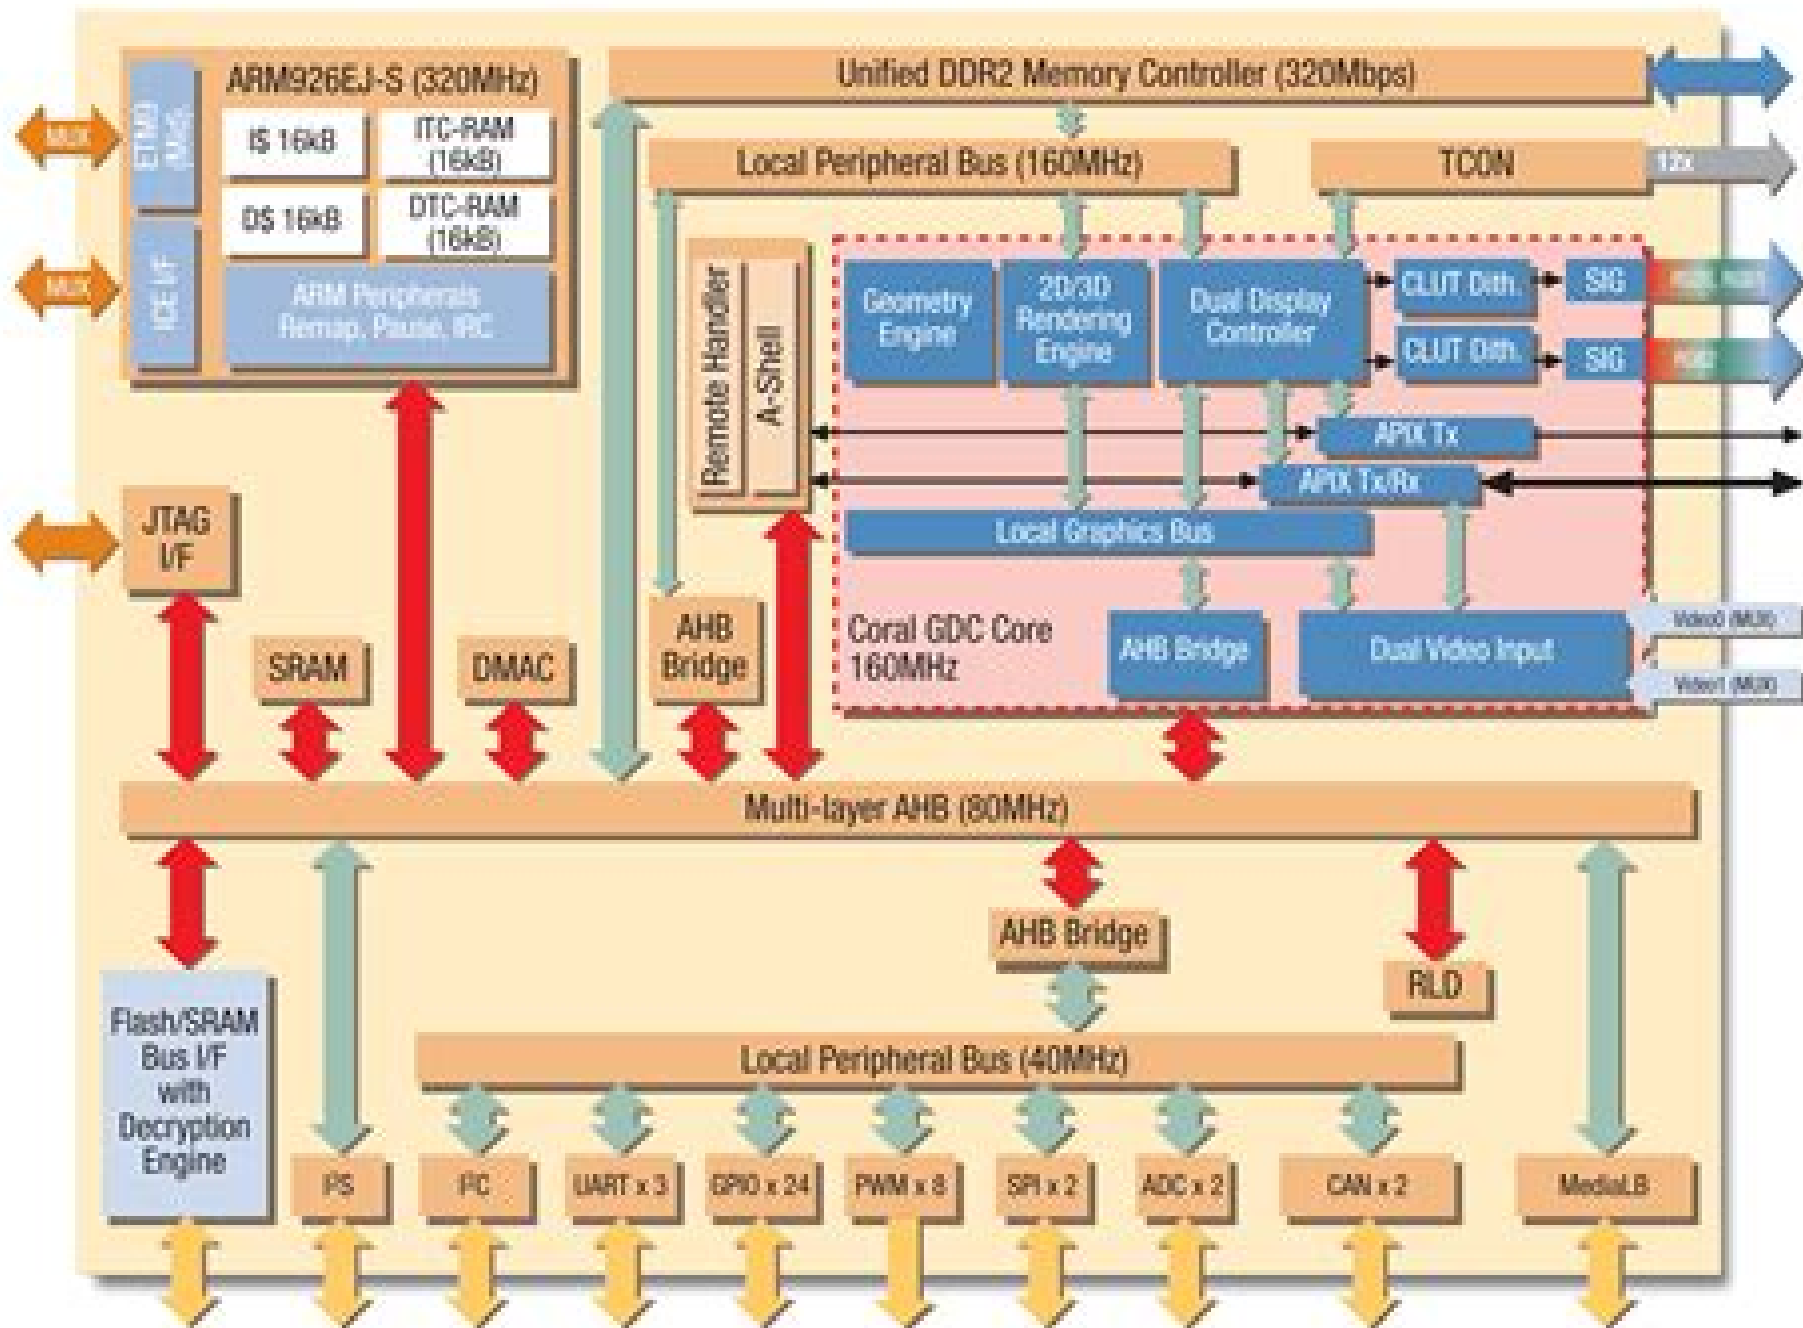 ARM926EJ-S (320MHz)
Unified DDR2 Memory Controller (320Mbps)
MUX
I$ 16kB
ITC-RAM
(16kB)
Local Peripheral Bus (160MHz)
TCON
D$ 16kB
DTC-RAM
(16kB)
MUX
IDE I/F
ARM Peripherals
Remap, Pause, IRC
Remote Handler
A-Shell
Geometry
Engine
2D/3D
Rendering
Engine
Dual Display
Controller
CLUT Dith.
SIG
CLUT Dith.
SIG
APIX Tx
APIX Tx/Rx
JTAG
I/F
Local Graphics Bus
SRAM
DMAC
AHB
Bridge
Coral GDC Core
160MHz
AHB Bridge
Dual Video Input
Video0 (MUX)
Video1 (MUX)
Multi-layer AHB (80MHz)
AHB Bridge
RLD
Flash/SRAM
Bus I/F
with
Decryption
Engine
Local Peripheral Bus (40MHz)
I²S
I²C
UART x 3
GPIO x 24
PWM x 8
SPI x 2
ADC x 2
CAN x 2
MediaLB